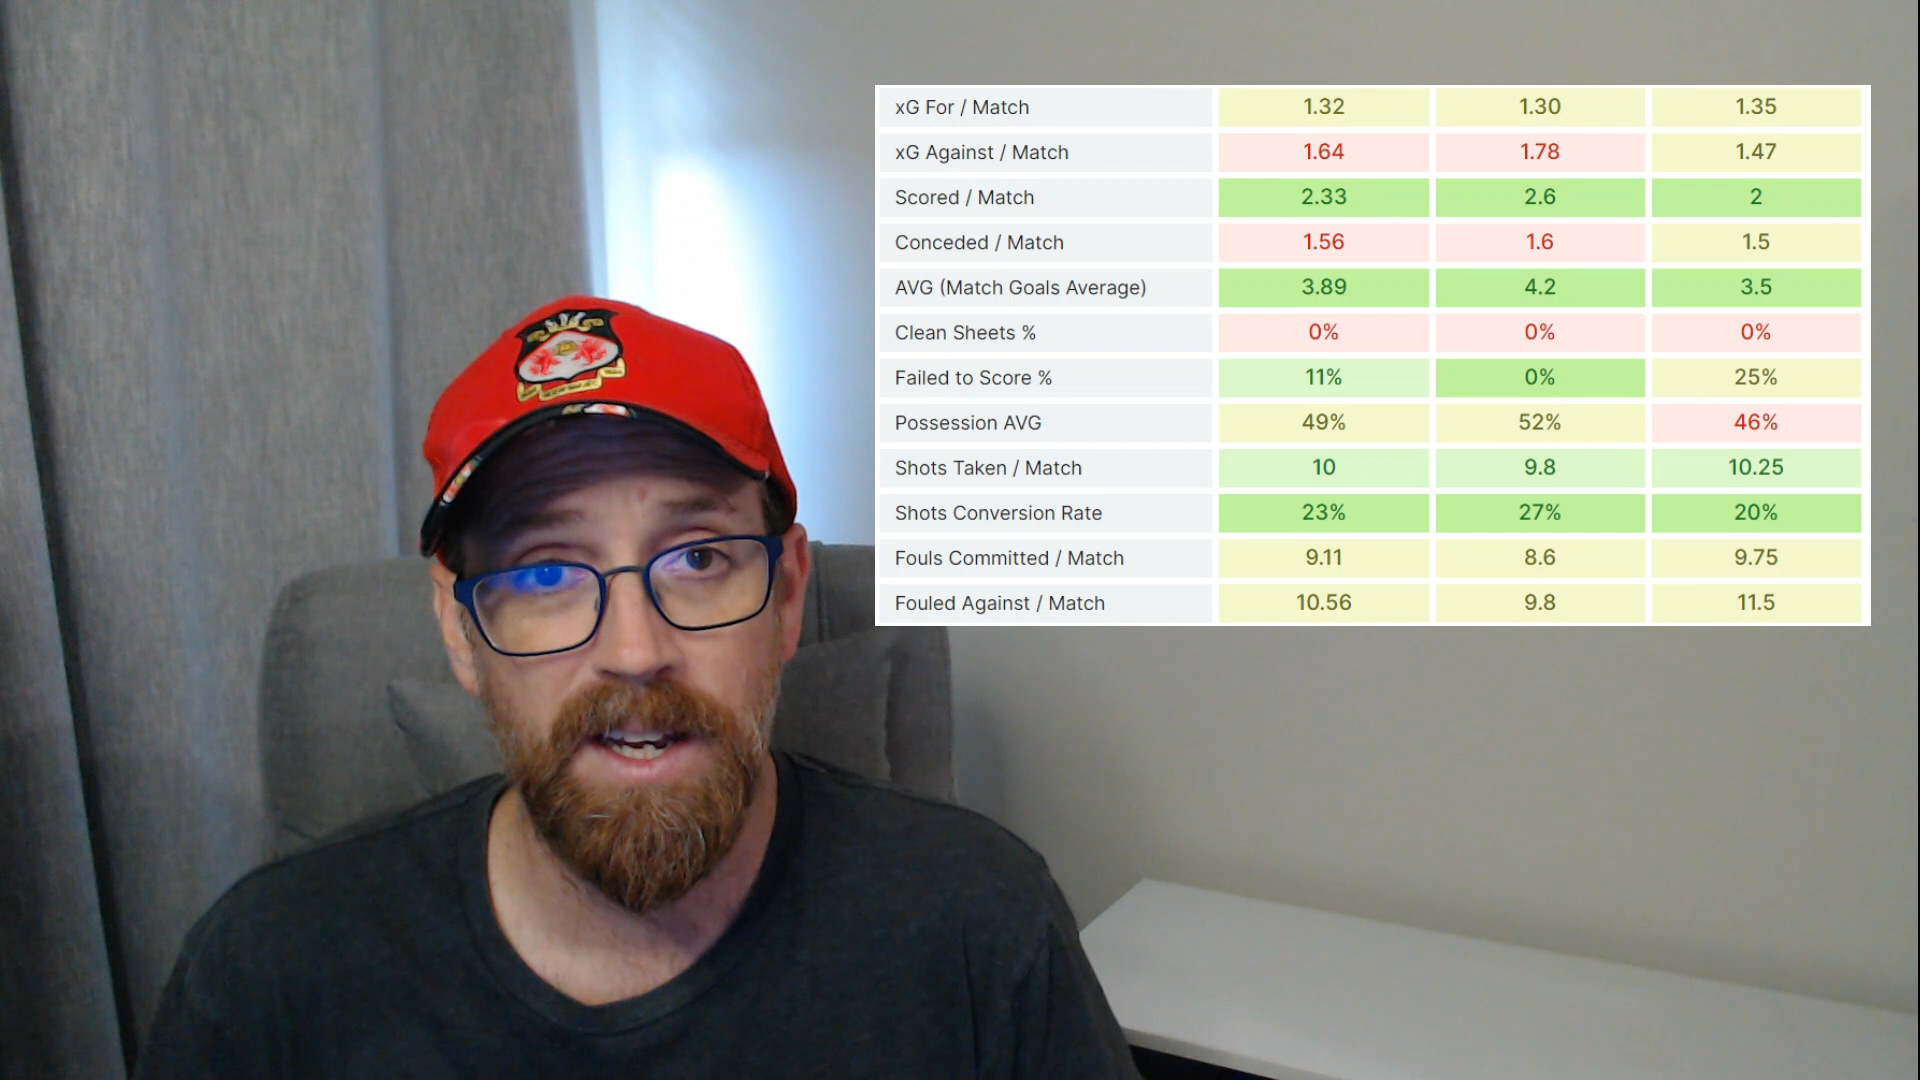 xG For / Match 1.32 1.30 1.35
xG Against / Match 1.64 1.78 1.47
Scored / Match 2.33 2.6 2
Conceded / Match 1.56 1.6 1.5
AVG (Match Goals Average) 3.89 4.2 3.5
Clean Sheets % 0% 0% 0%
Failed to Score % 11% 0% 25%
Possession AVG 49% 52% 46%
Shots Taken / Match 10 9.8 10.25
Shots Conversion Rate 23% 27% 20%
Fouls Committed / Match 9.11 8.6 9.75
Fouled Against / Match 10.56 9.8 11.5